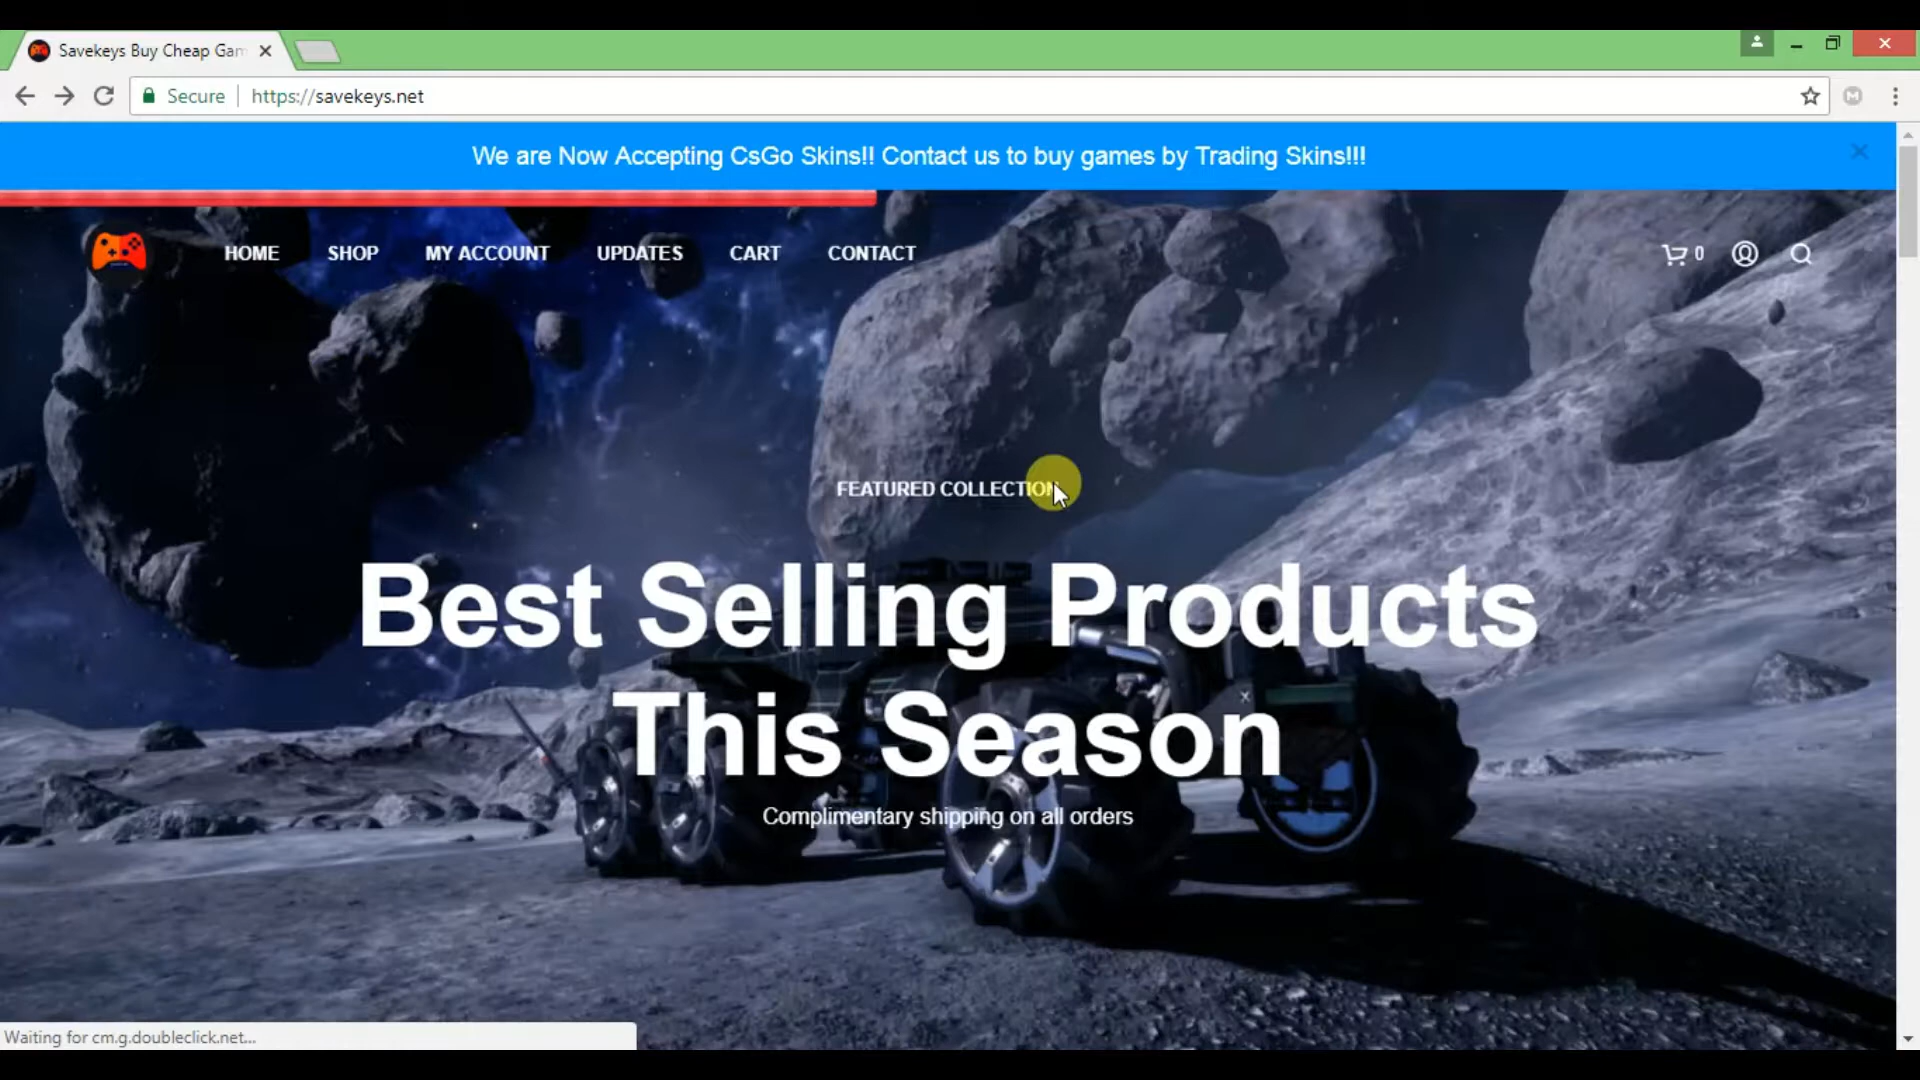 Savekeys Buy Cheap Gam
Secure
https://savekeys.net
We are Now Accepting CsGo Skins!! Contact us to buy games by Trading Skins!!!
HOME SHOP MY ACCOUNT UPDATES CART CONTACT
0
FEATURED COLLECTION
Best Selling Products
This Season
Complimentary shipping on all orders
Waiting for cm.g.doubleclick.net...